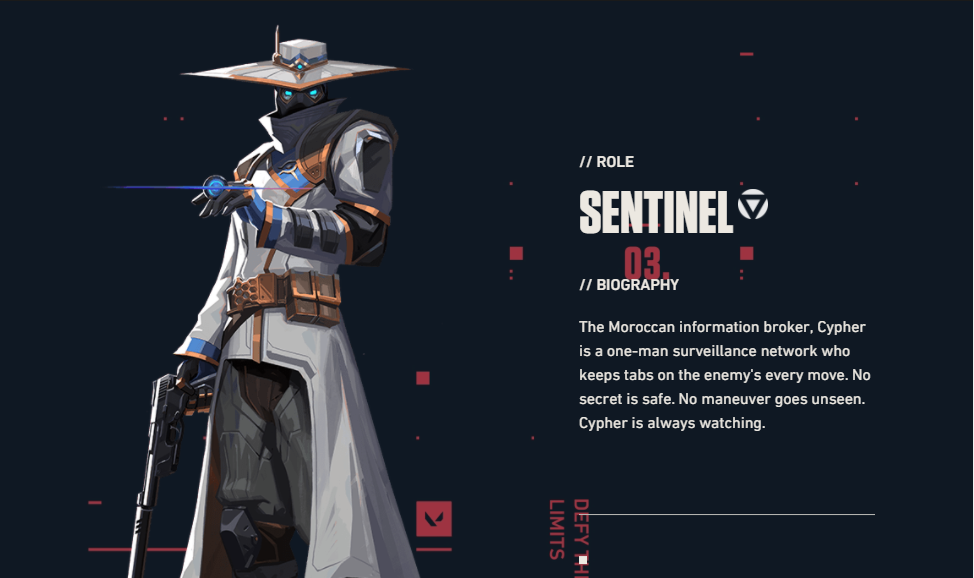 // ROLE
SENTINEL
03.
// BIOGRAPHY
The Moroccan information broker, Cypher
is a one-man surveillance network who
keeps tabs on the enemy's every move. No
secret is safe. No maneuver goes unseen.
Cypher is always watching.
DEFY
LIMITS